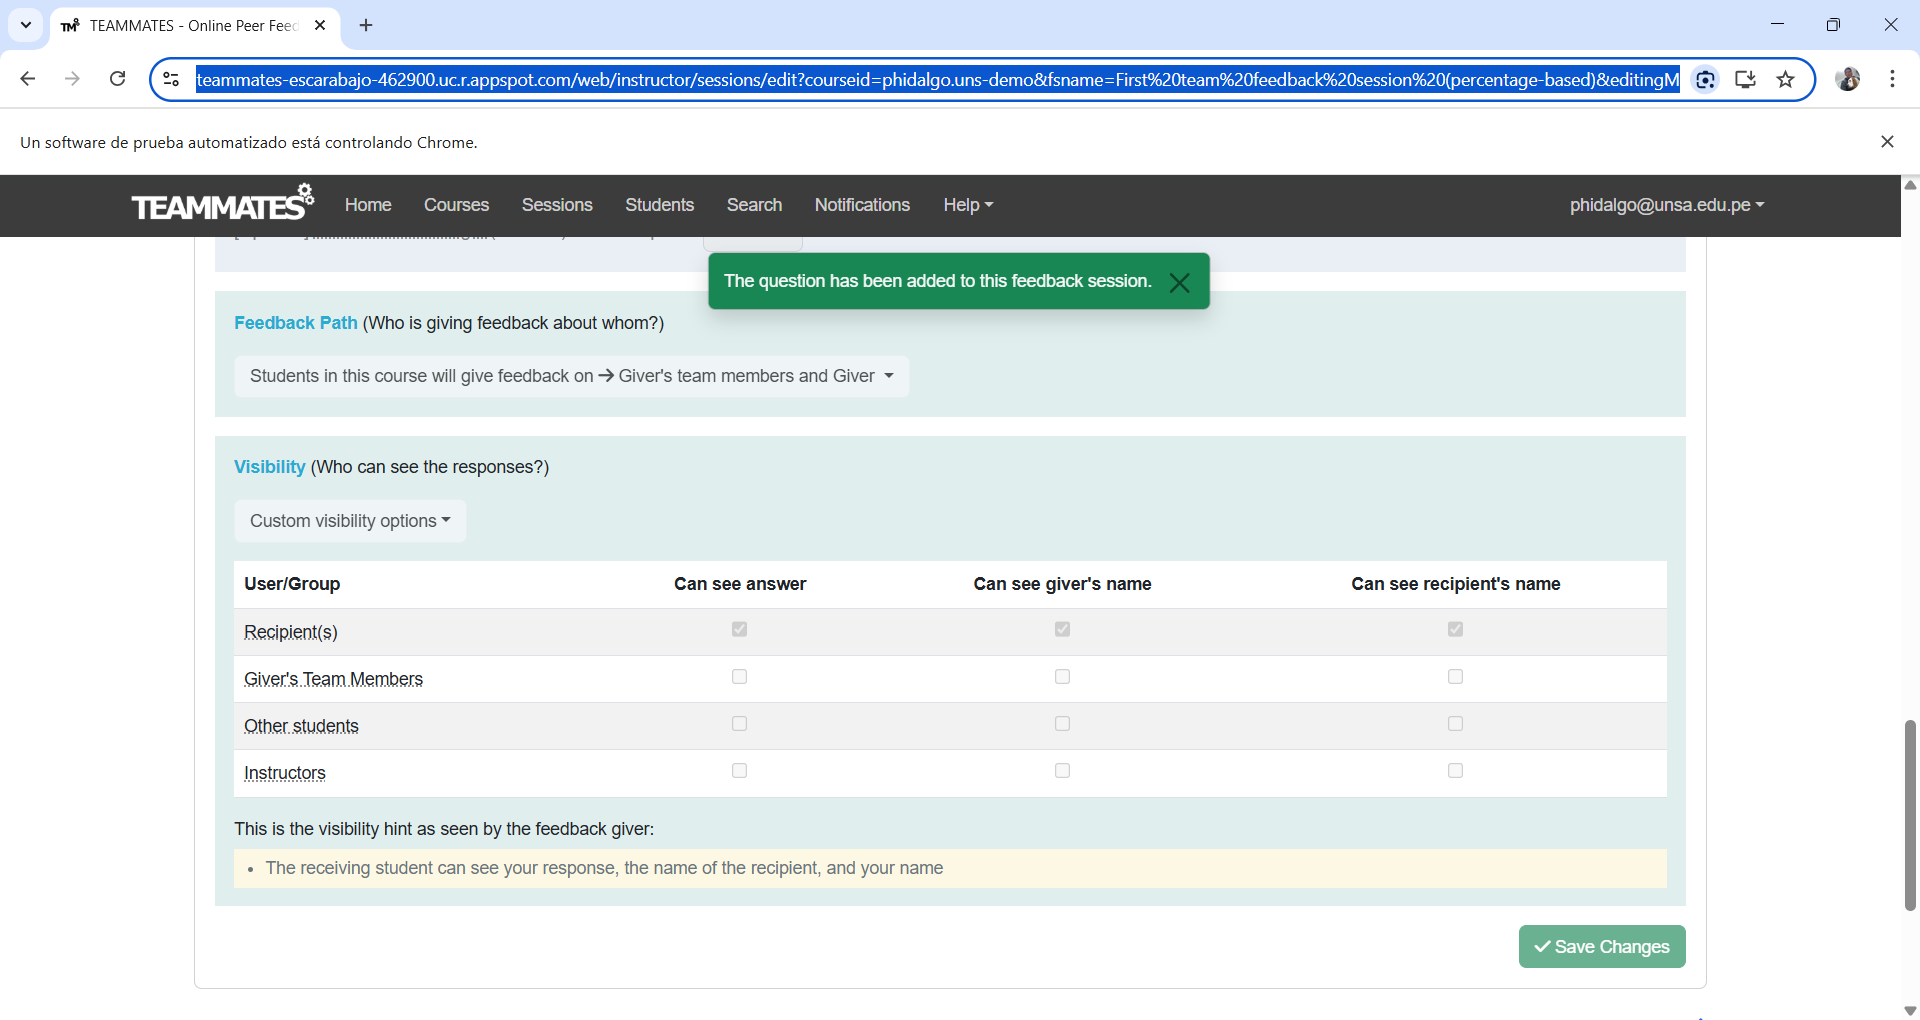 TM TEAMMATES - Online Peer Feed
teammates-escarabajo-462900.uc.r.appspot.com/web/instructor/sessions/edit?courseid=phidalgo.uns-demo&fsname=First%20team%20feedback%20session%20(percentage-based)&editingM
Un software de prueba automatizado está controlando Chrome.
TEAMMATES Home Courses Sessions Students Search Notifications Help phidalgo@unsa.edu.pe
The question has been added to this feedback session.
Feedback Path (Who is giving feedback about whom?)
Students in this course will give feedback on → Giver's team members and Giver
Visibility (Who can see the responses?)
Custom visibility options
User/Group Can see answer Can see giver's name Can see recipient's name
Recipient(s)
Giver's Team Members
Other students
Instructors
This is the visibility hint as seen by the feedback giver:
• The receiving student can see your response, the name of the recipient, and your name
Save Changes